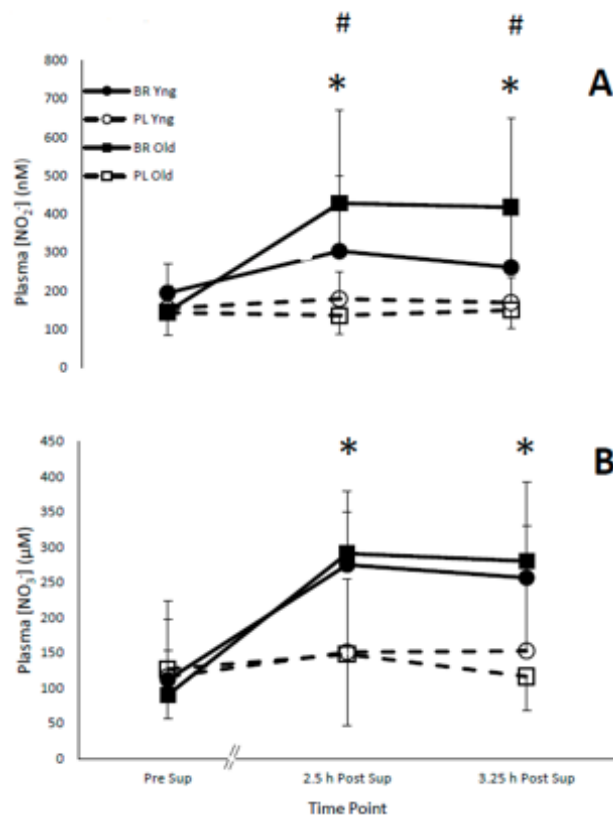 # #
* * A
800
700
600
500
400
300
200
100
0
Plasma [NO₂⁻] (nM)
BR Yng
PL Yng
BR Old
PL Old
* * B
450
400
350
300
250
200
150
100
50
0
Plasma [NO₃⁻] (µM)
Pre Sup 2.5 h Post Sup 3.25 h Post Sup
Time Point